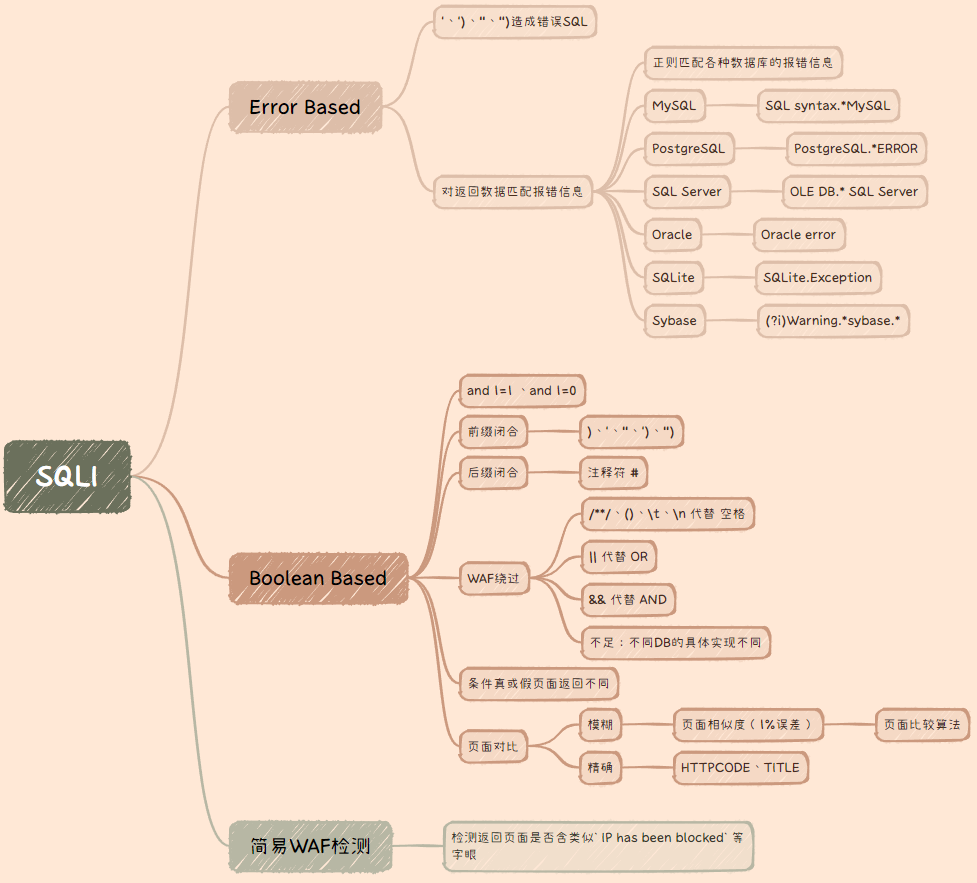 SQLI
Error Based
'、')、"、")造成错误SQL
对返回数据匹配报错信息
正则匹配各种数据库的报错信息
MySQL
SQL syntax.*MySQL
PostgreSQL
PostgreSQL.*ERROR
SQL Server
OLE DB.* SQL Server
Oracle
Oracle error
SQLite
SQLite.Exception
Sybase
(?i)Warning.*sybase.*
Boolean Based
and 1=1 、and 1=0
前缀闭合
)、'、"、')、")
后缀闭合
注释符 #
WAF绕过
/**/、()、\t、\n 代替 空格
|| 代替 OR
&& 代替 AND
不足：不同DB的具体实现不同
条件真或假页面返回不同
页面对比
模糊
页面相似度（1%误差）
页面比较算法
精确
HTTPCODE、TITLE
简易WAF检测
检测返回页面是否含类似` IP has been blocked` 等
字眼